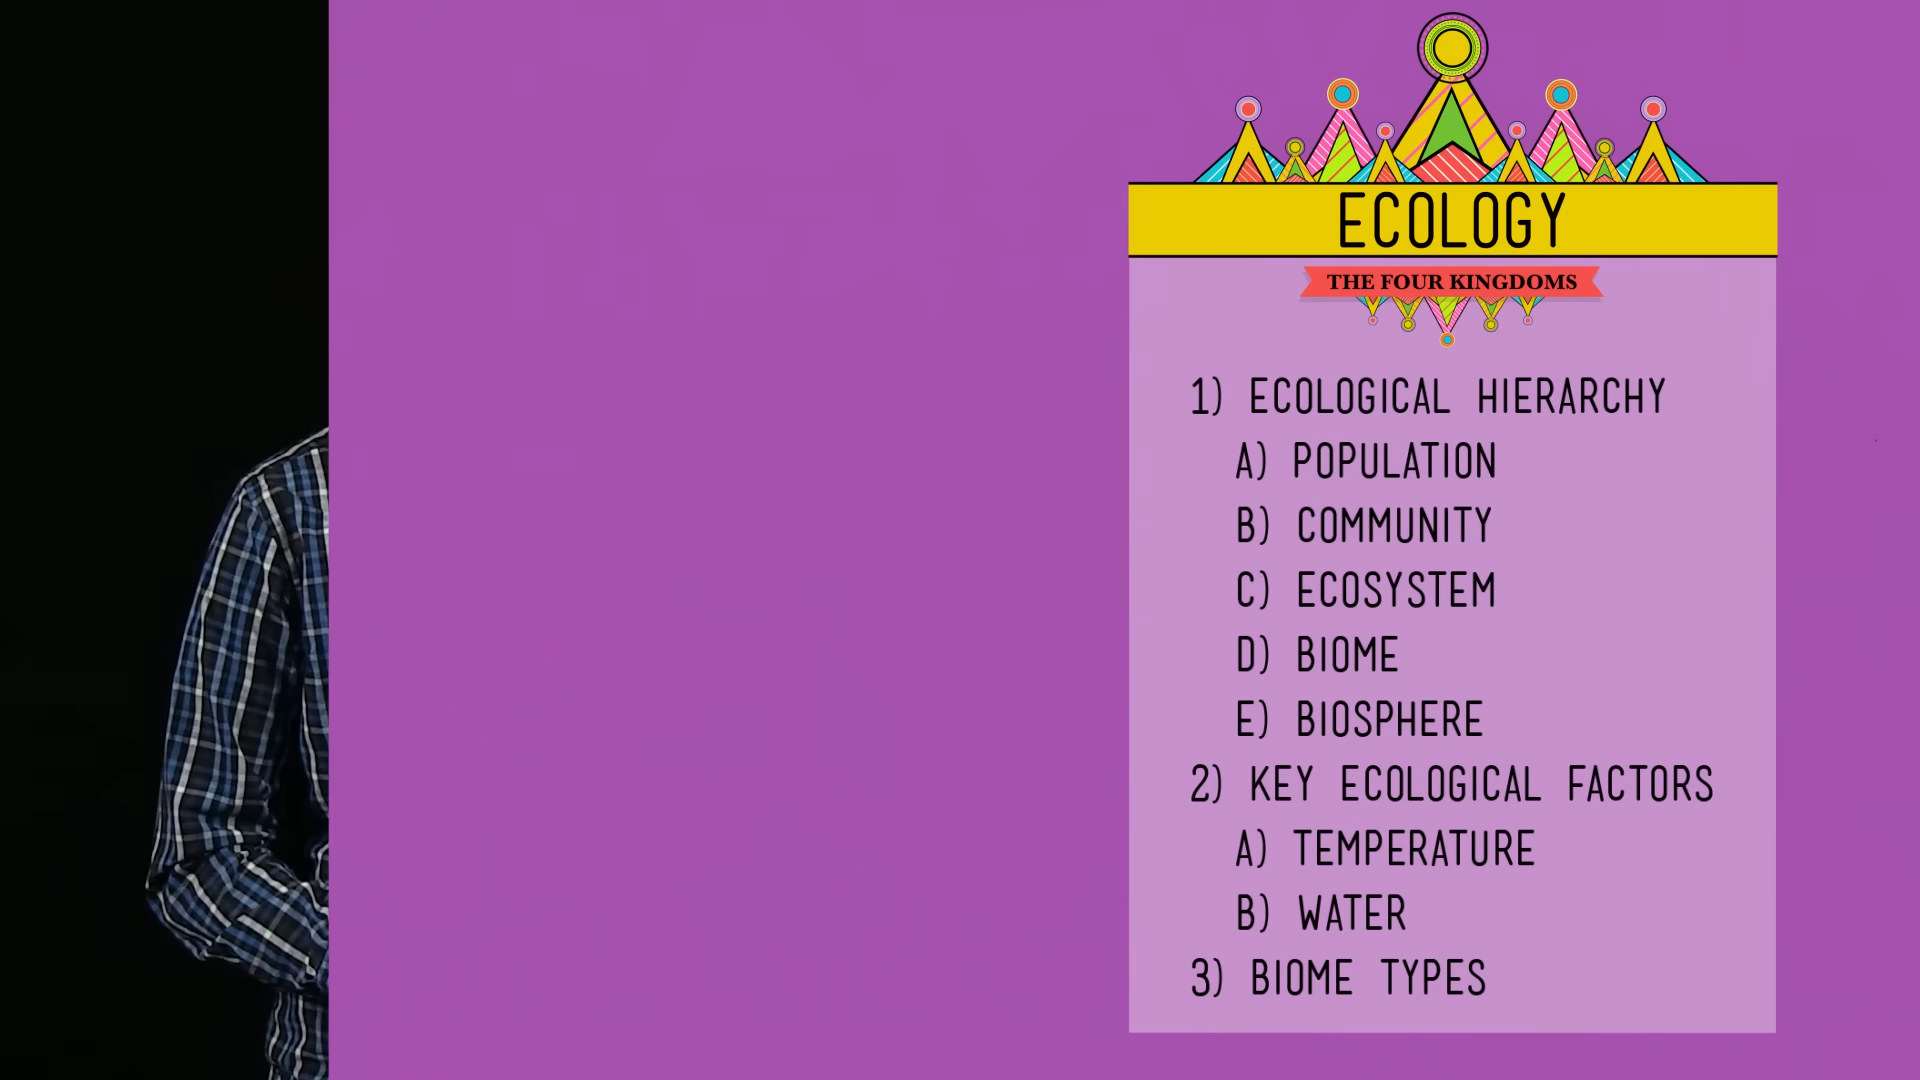 ECOLOGY
THE FOUR KINGDOMS
1) ECOLOGICAL HIERARCHY
A) POPULATION
B) COMMUNITY
C) ECOSYSTEM
D) BIOME
E) BIOSPHERE
2) KEY ECOLOGICAL FACTORS
A) TEMPERATURE
B) WATER
3) BIOME TYPES